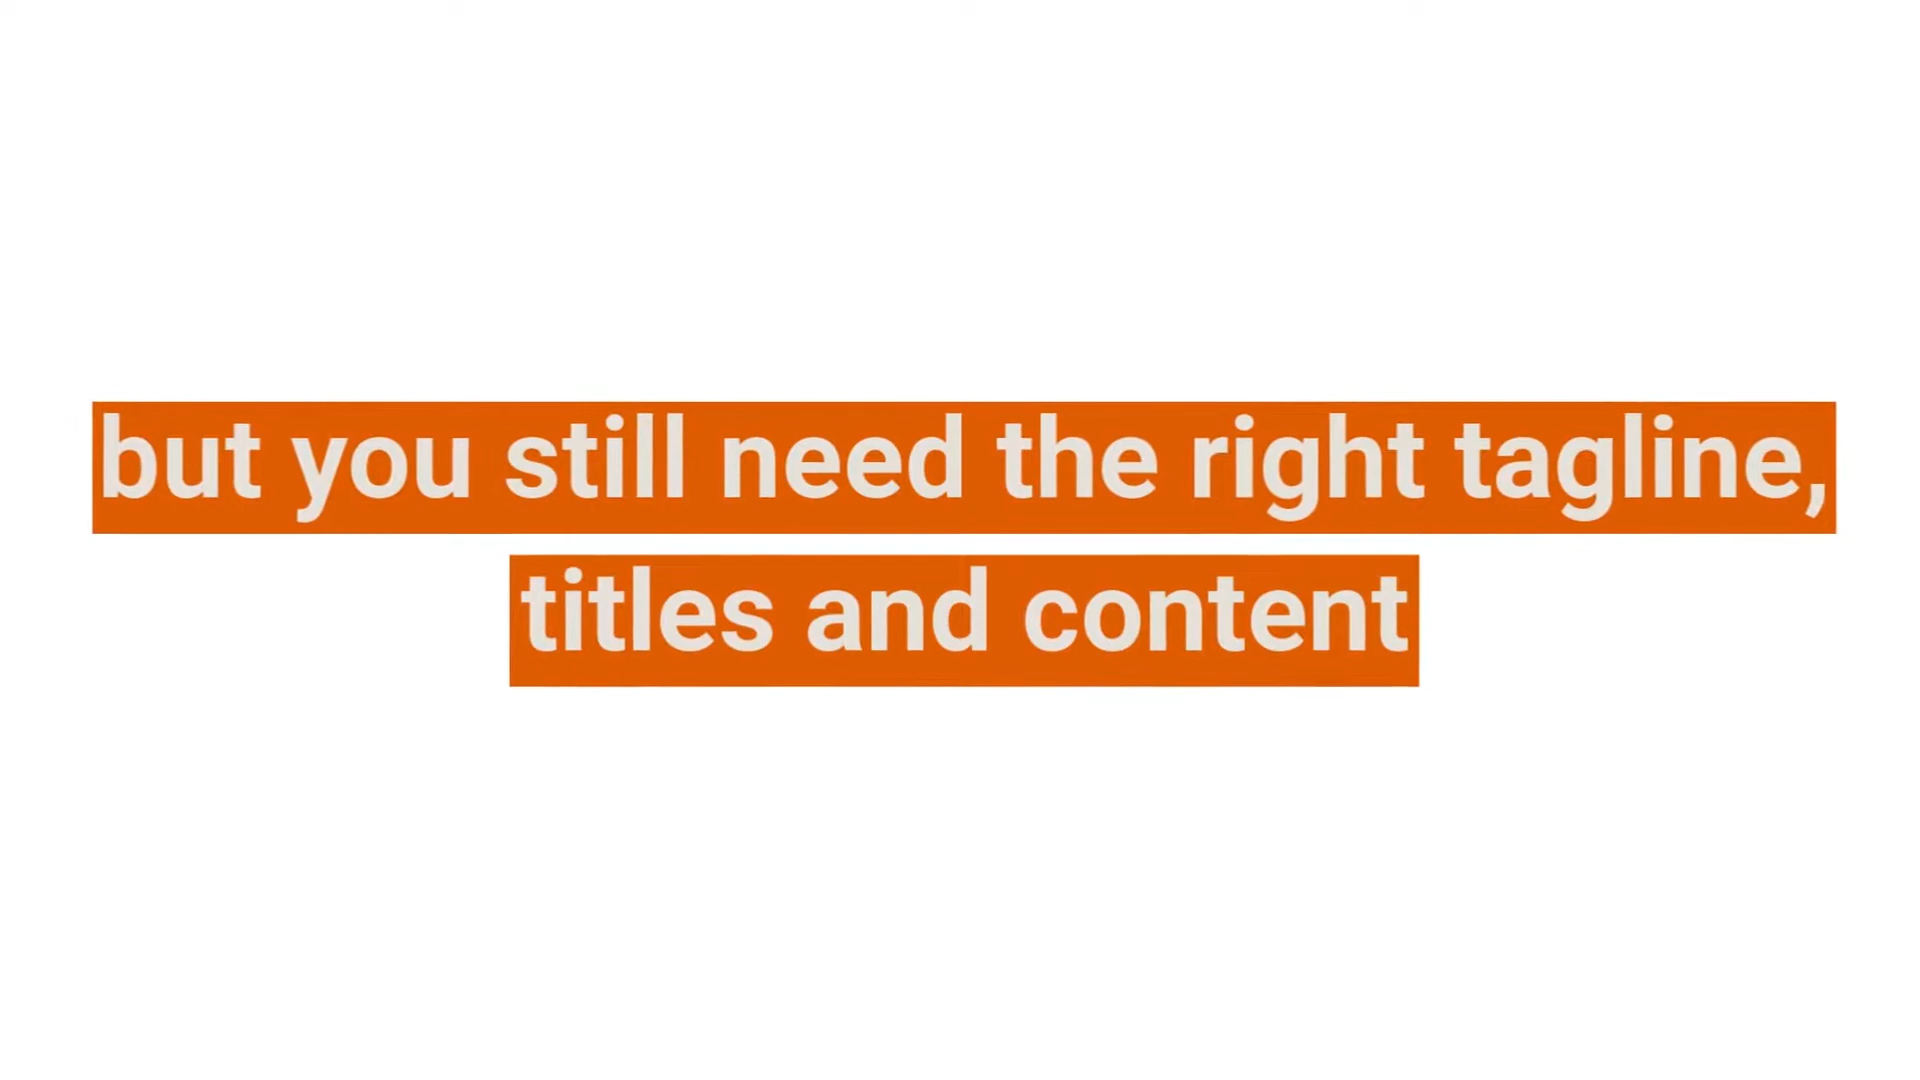 but you still need the right tagline,
titles and content